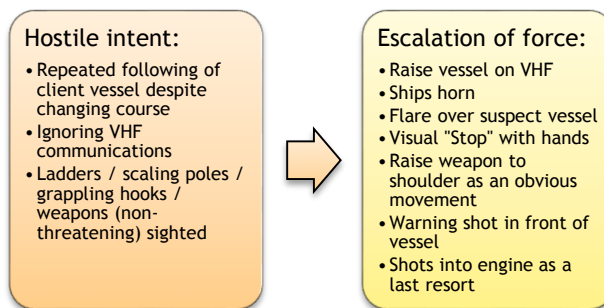 Hostile intent:
• Repeated following of
client vessel despite
changing course
• Ignoring VHF
communications
• Ladders / scaling poles /
grappling hooks /
weapons (non-
threatening) sighted
Escalation of force:
• Raise vessel on VHF
• Ships horn
• Flare over suspect vessel
• Visual "Stop" with hands
• Raise weapon to
shoulder as an obvious
movement
• Warning shot in front of
vessel
• Shots into engine as a
last resort